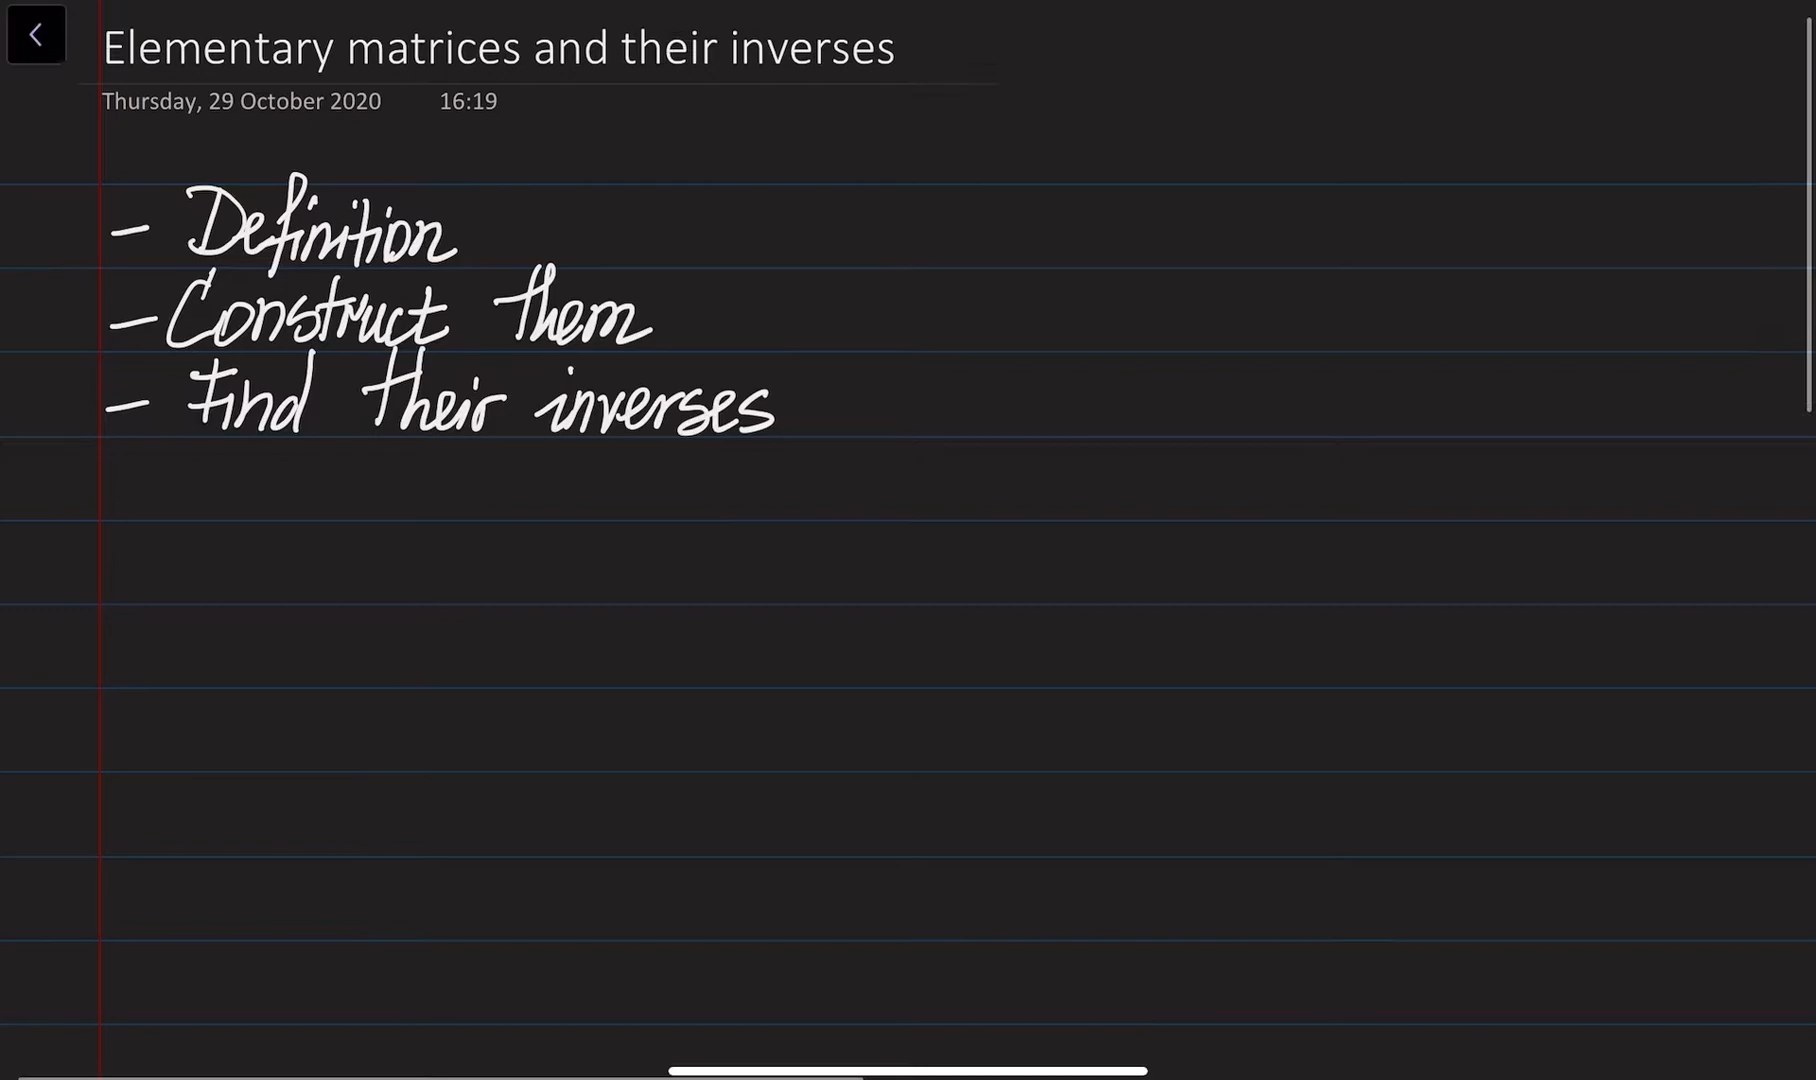 Elementary matrices and their inverses
Thursday, 29 October 2020 16:19
- Definition
- Construct them
- Find their inverses